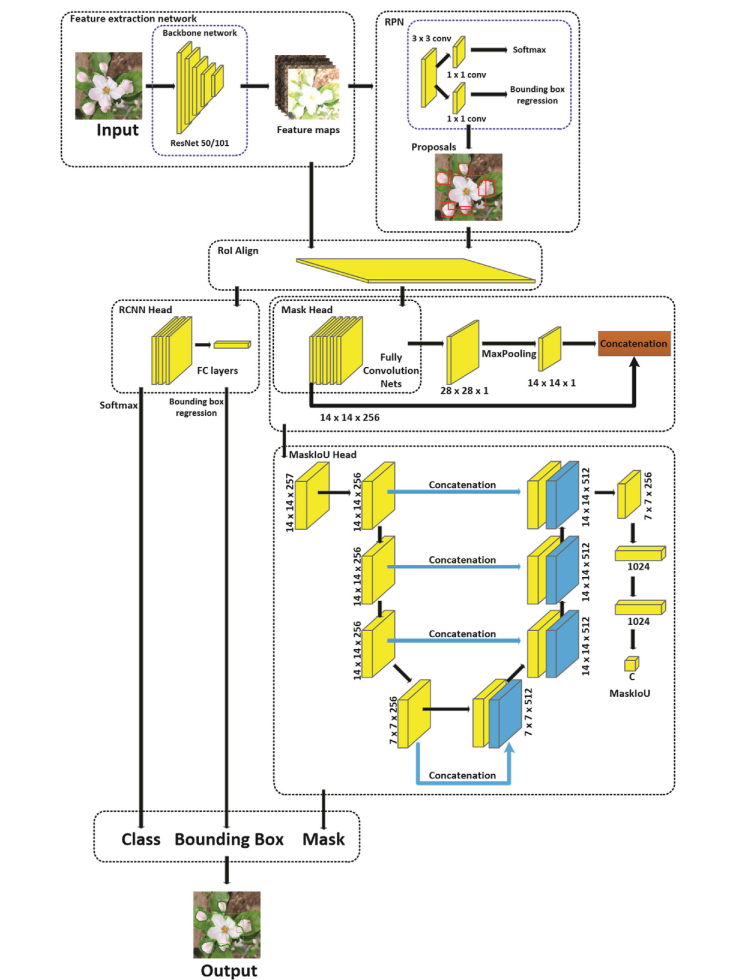 Feature extraction network
Backbone network
Input
ResNet 50/101
Feature maps
RPN
3 x 3 conv
Softmax
1 x 1 conv
Bounding box
regression
1 x 1 conv
Proposals
RoI Align
RCNN Head
FC layers
Softmax
Bounding box
regression
Mask Head
Fully
Convolution
Nets
MaxPooling
Concatenation
28 x 28 x 1
14 x 14 x 1
14 x 14 x 256
MaskIoU Head
14 x 14 x 257
14 x 14 x 256
Concatenation
14 x 14 x 512
7 x 7 x 256
14 x 14 x 256
Concatenation
14 x 14 x 512
1024
14 x 14 x 256
Concatenation
14 x 14 x 512
1024
C
MaskIoU
7 x 7 x 256
7 x 7 x 512
Concatenation
Class
Bounding Box
Mask
Output